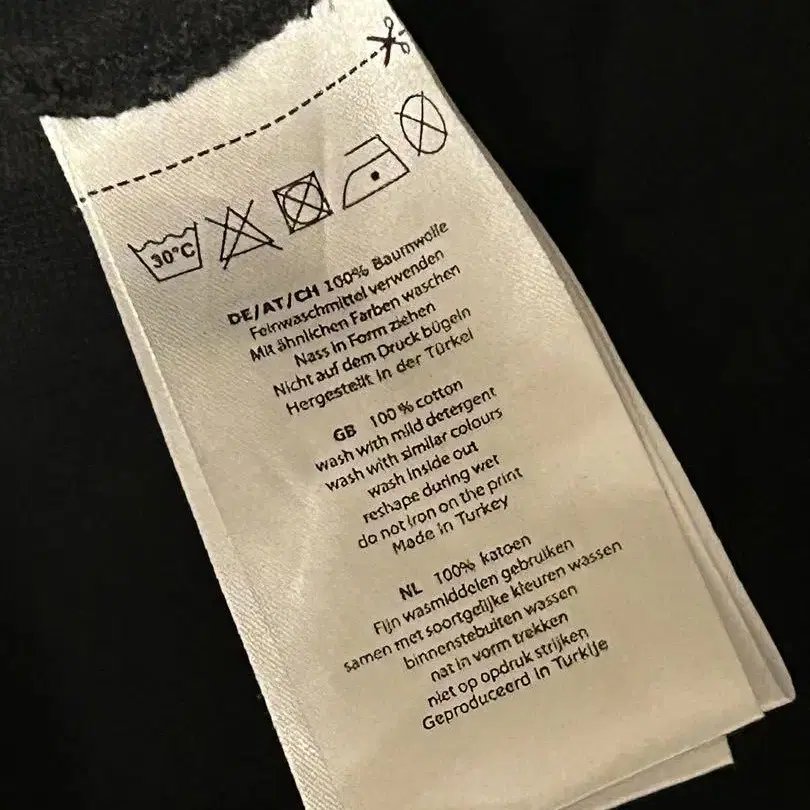 30°C
DE/AT/CH 100% Baumwolle
Feinwaschmittel verwenden
Mit ähnlichen Farben waschen
Nass in Form ziehen
Nicht auf dem Druck bügeln
Hergestellt in der Türkei
GB 100 % cotton
wash with mild detergent
wash with similar colours
wash inside out
reshape during wet
do not iron on the print
Made in Turkey
NL 100% katoen
Fijn wasmiddelen gebruiken
samen met soortgelijke kleuren wassen
binnenstebuiten wassen
nat in vorm trekken
niet op opdruk strijken
Geproduceerd in Turkije